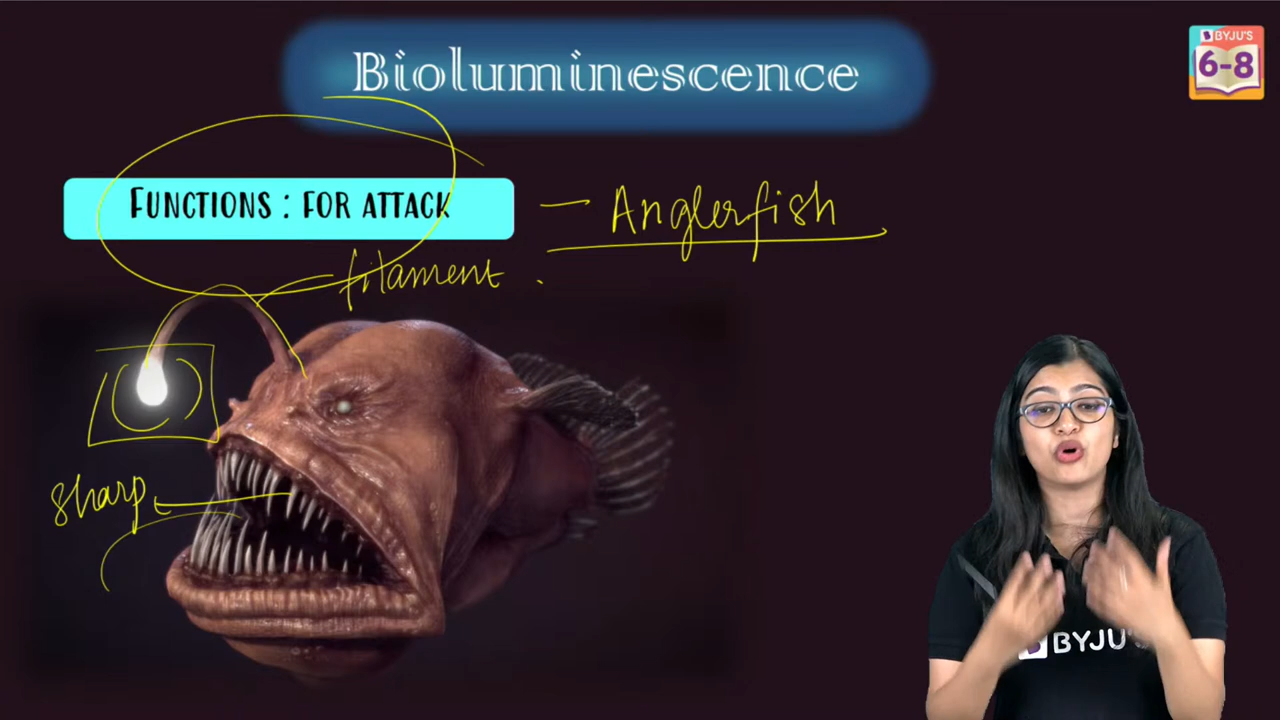 Bioluminescence
BYJU'S
6-8
FUNCTIONS : FOR ATTACK
— Anglerfish
filament .
sharp
BYJU'S